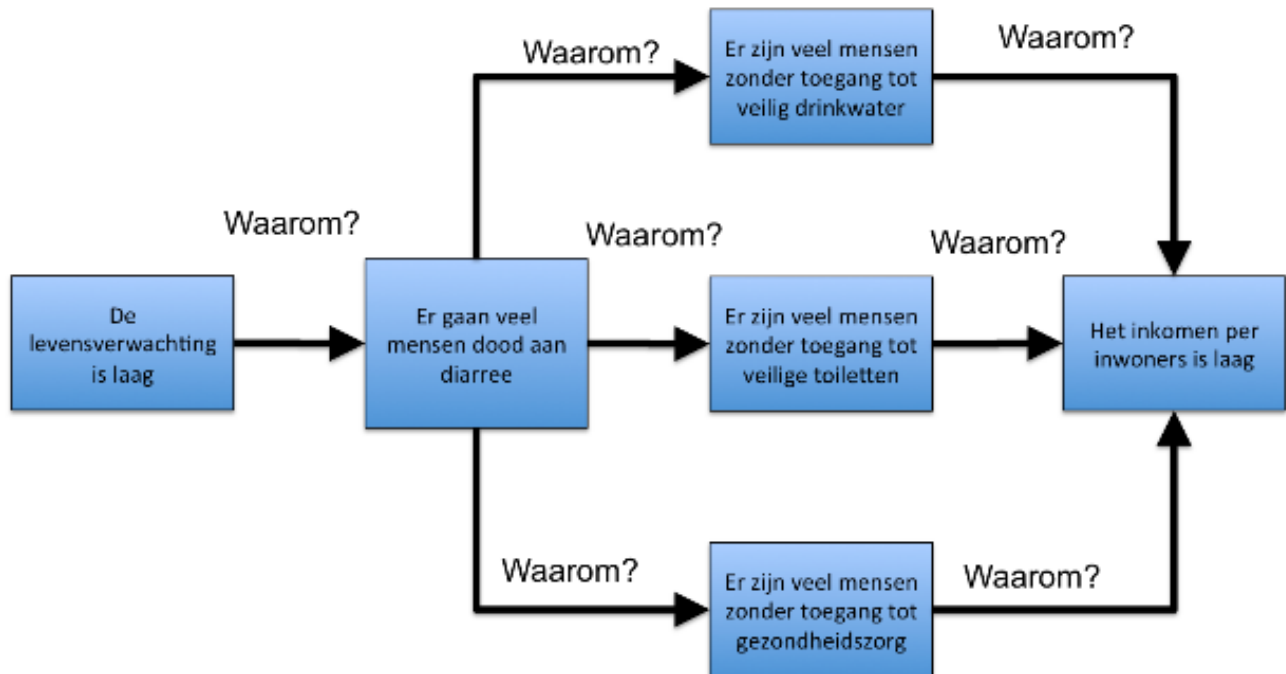 Waarom?
Er zijn veel mensen
zonder toegang tot
veilig drinkwater
Waarom?
Waarom?
Waarom?
Waarom?
De
levensverwachting
is laag
Er gaan veel
mensen dood aan
diarree
Er zijn veel mensen
zonder toegang tot
veilige toiletten
Het inkomen per
inwoners is laag
Waarom?
Er zijn veel mensen
zonder toegang tot
gezondheidszorg
Waarom?